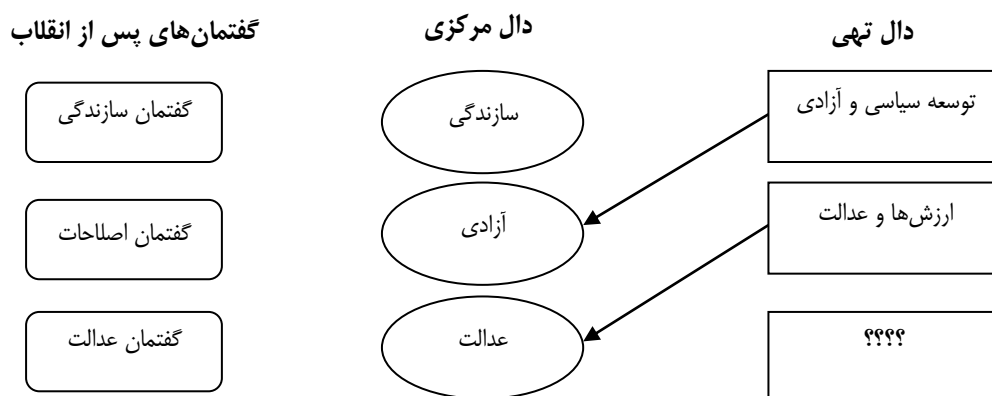 گفتمان‌های پس از انقلاب
دال مرکزی
دال تهی
گفتمان سازندگی
سازندگی
توسعه سیاسی و آزادی
گفتمان اصلاحات
آزادی
ارزش‌ها و عدالت
گفتمان عدالت
عدالت
؟؟؟؟